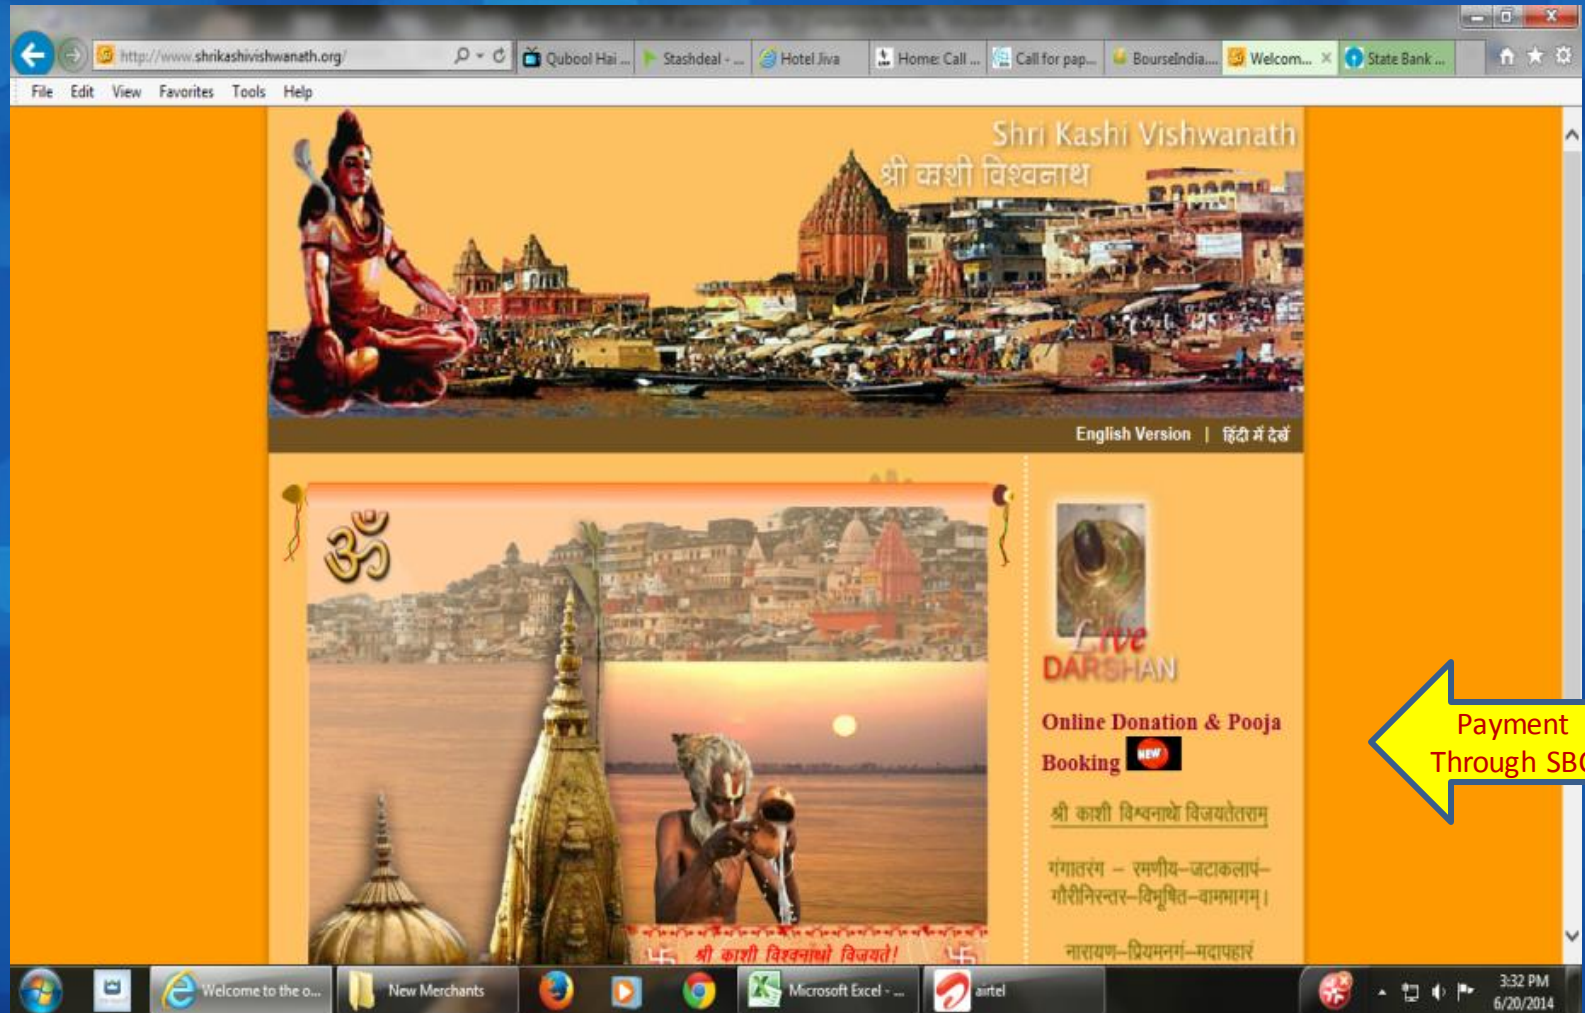 http://www.shrikashivishwanath.org/
Qubool Hai ...
Stashdeal - ...
Hotel Jiva
Home: Call ...
Call for pap...
BourseIndia....
Welcom...
State Bank ...
File Edit View Favorites Tools Help
Shri Kashi Vishwanath
श्री काशी विश्वनाथ
English Version | हिंदी में देखें
ॐ
Live
DARSHAN
Online Donation & Pooja
Booking NEW
Payment
Through SBC
श्री काशी विश्वनाथो विजयतेतराम्
गंगातरंग – रमणीय–जटाकलापं–
गौरीनिरन्तर–विभूषित–वामभागम्।
नारायण–प्रियमनगं–मदापहारं
श्री काशी विश्वनाथो विजयते!
Welcome to the o...
New Merchants
Microsoft Excel - ...
airtel
3:32 PM
6/20/2014